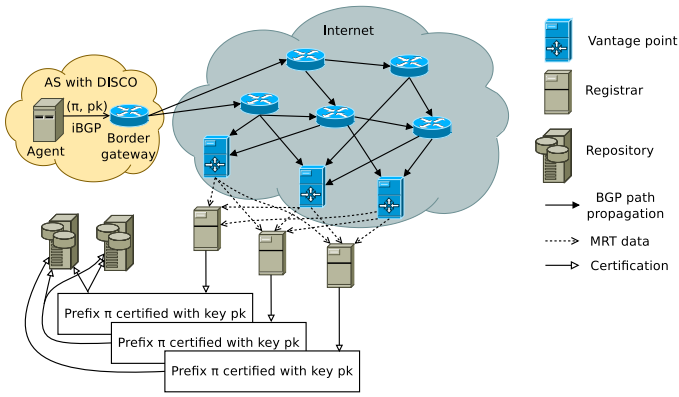 Internet
Vantage point
AS with DISCO
(π, pk)
iBGP
Agent
Border
gateway
Registrar
Repository
BGP path
propagation
MRT data
Certification
Prefix π certified with key pk
Prefix π certified with key pk
Prefix π certified with key pk